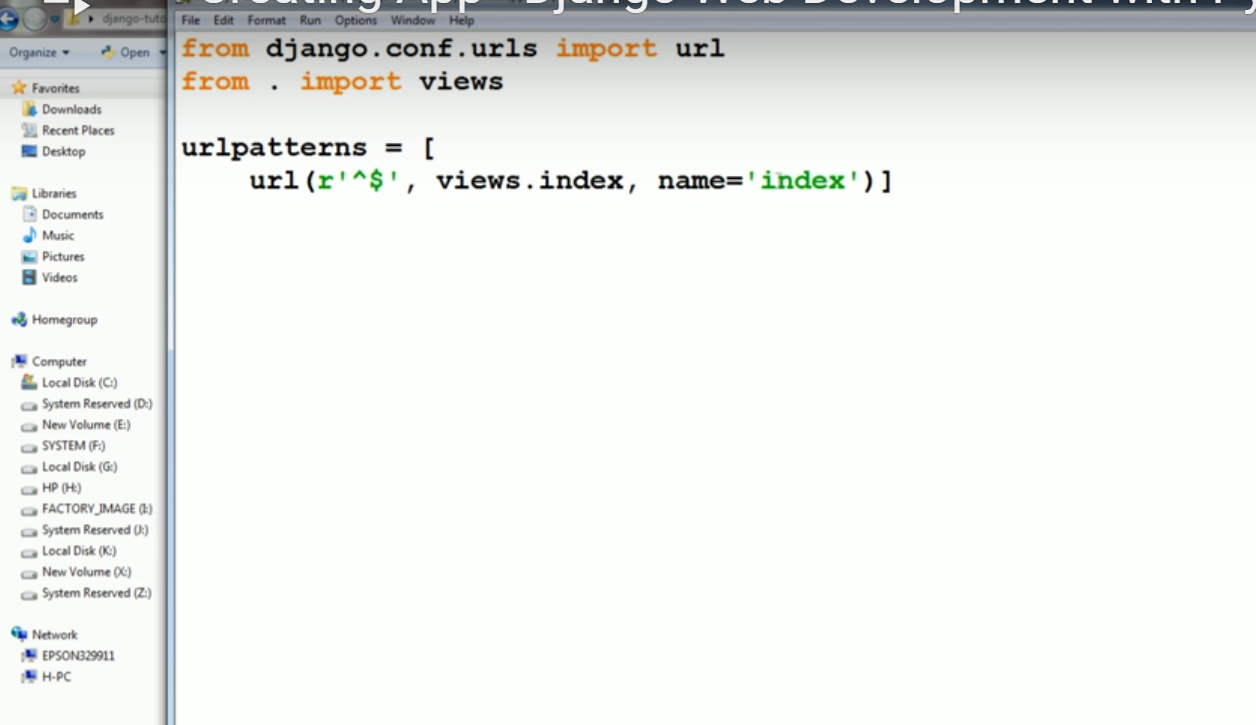 Creating App - Django Web Development with Py
django-tuto
File Edit Format Run Options Window Help
Organize Open
from django.conf.urls import url
from . import views
urlpatterns = [
url(r'^$', views.index, name='index')]
Favorites
Downloads
Recent Places
Desktop
Libraries
Documents
Music
Pictures
Videos
Homegroup
Computer
Local Disk (C:)
System Reserved (D:)
New Volume (E:)
SYSTEM (F:)
Local Disk (G:)
HP (H:)
FACTORY_IMAGE (I:)
System Reserved (J:)
Local Disk (K:)
New Volume (X:)
System Reserved (Z:)
Network
EPSON329911
H-PC